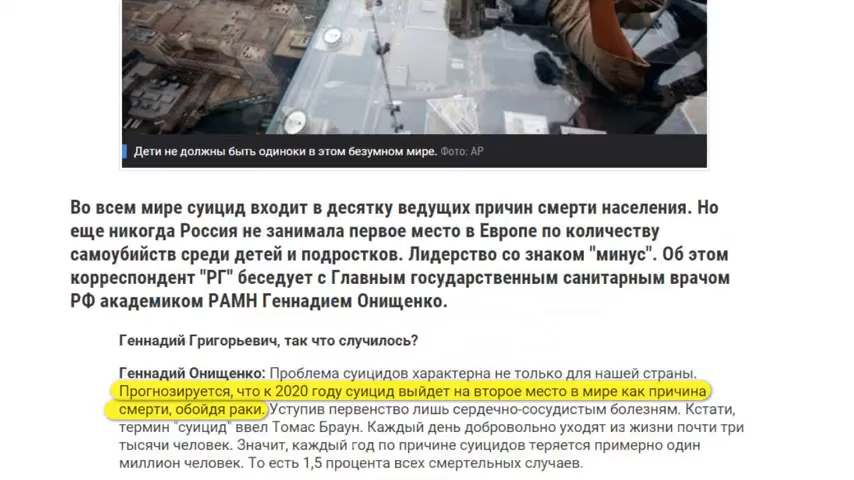 Дети не должны быть одиноки в этом безумном мире. Фото: AP
Во всем мире суицид входит в десятку ведущих причин смерти населения. Но
еще никогда Россия не занимала первое место в Европе по количеству
самоубийств среди детей и подростков. Лидерство со знаком "минус". Об этом
корреспондент "РГ" беседует с Главным государственным санитарным врачом
РФ академиком РАМН Геннадием Онищенко.
Геннадий Григорьевич, так что случилось?
Геннадий Онищенко: Проблема суицидов характерна не только для нашей страны.
Прогнозируется, что к 2020 году суицид выйдет на второе место в мире как причина
смерти, обойдя раки. Уступив первенство лишь сердечно-сосудистым болезням. Кстати,
термин "суицид" ввел Томас Браун. Каждый день добровольно уходят из жизни почти три
тысячи человек. Значит, каждый год по причине суицидов теряется примерно один
миллион человек. То есть 1,5 процента всех смертельных случаев.